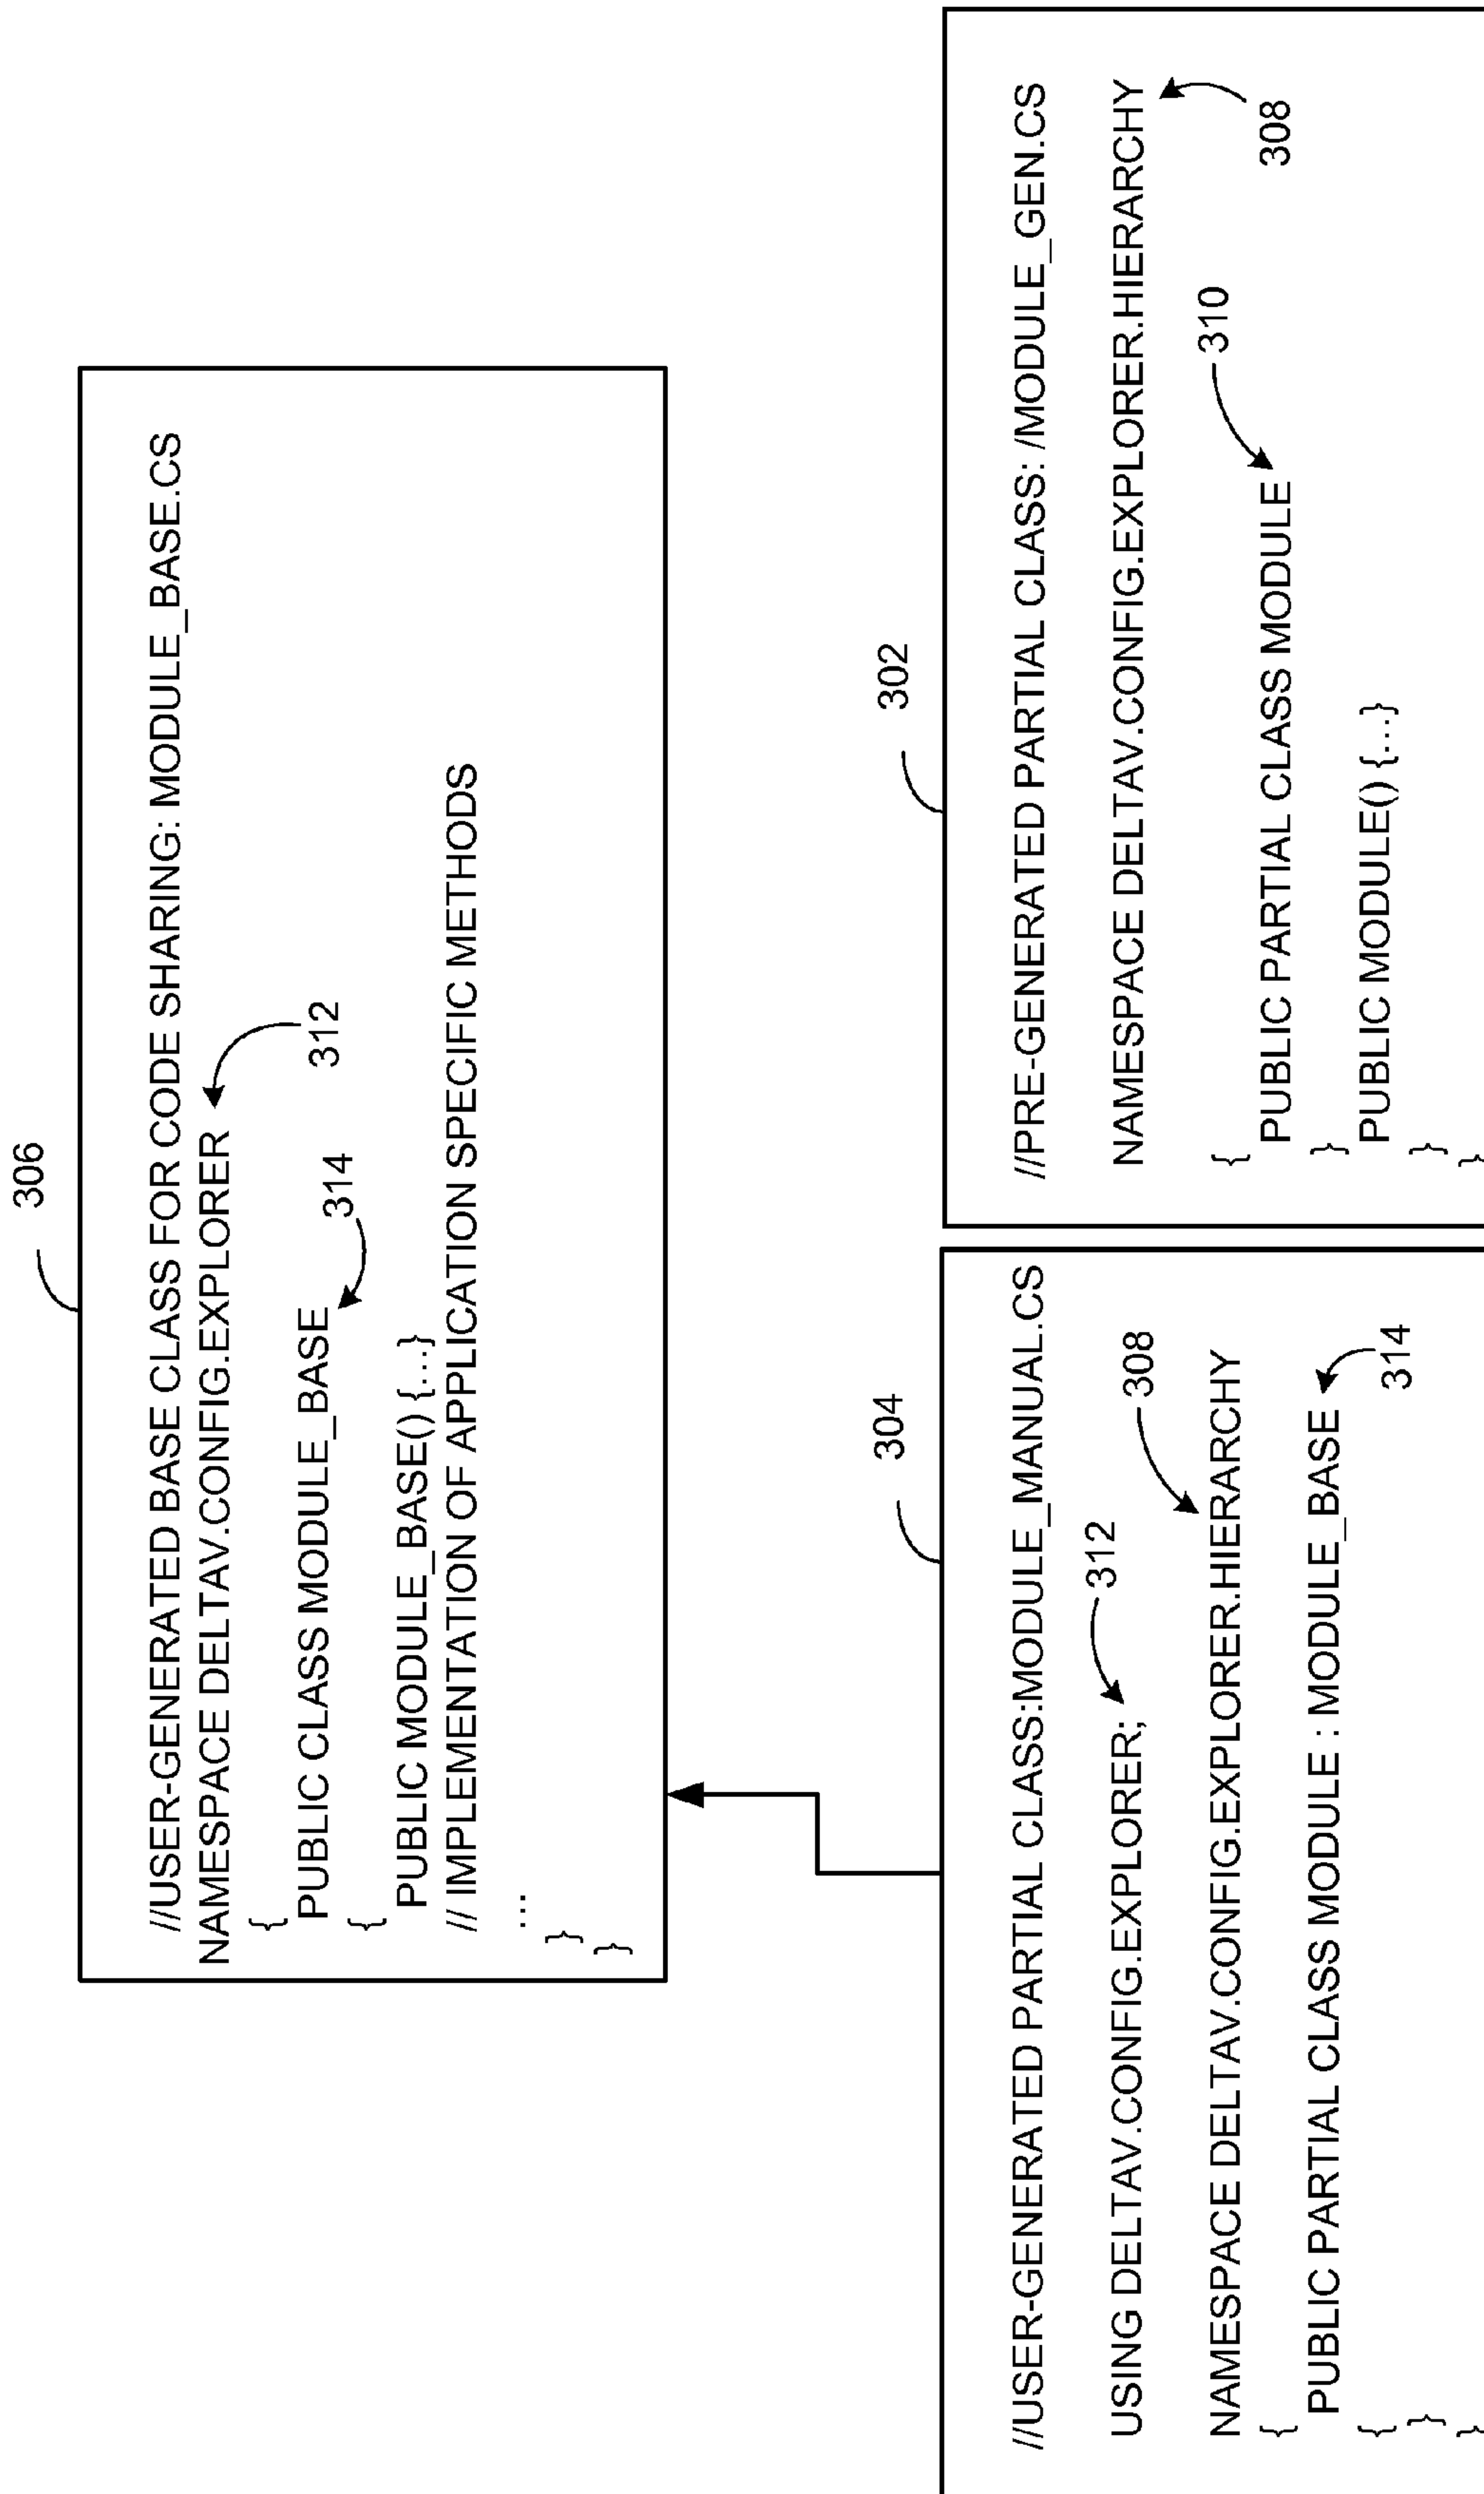 306
//USER-GENERATED BASE CLASS FOR CODE SHARING: MODULE_BASE.CS
NAMESPACE DELTAV.CONFIG.EXPLORER
312
{
PUBLIC CLASS MODULE_BASE
314
{
PUBLIC MODULE_BASE() {...}
// IMPLEMENTATION OF APPLICATION SPECIFIC METHODS
...
}
}
304
//USER-GENERATED PARTIAL CLASS:MODULE_MANUAL.CS
312
USING DELTAV.CONFIG.EXPLORER;
308
NAMESPACE DELTAV.CONFIG.EXPLORER.HIERARCHY
{
PUBLIC PARTIAL CLASS MODULE : MODULE_BASE
314
{
}
{
302
//PRE-GENERATED PARTIAL CLASS: /MODULE_GEN.CS
NAMESPACE DELTAV.CONFIG.EXPLORER.HIERARCHY
308
{
310
PUBLIC PARTIAL CLASS MODULE
}
PUBLIC MODULE() {...}
}
{